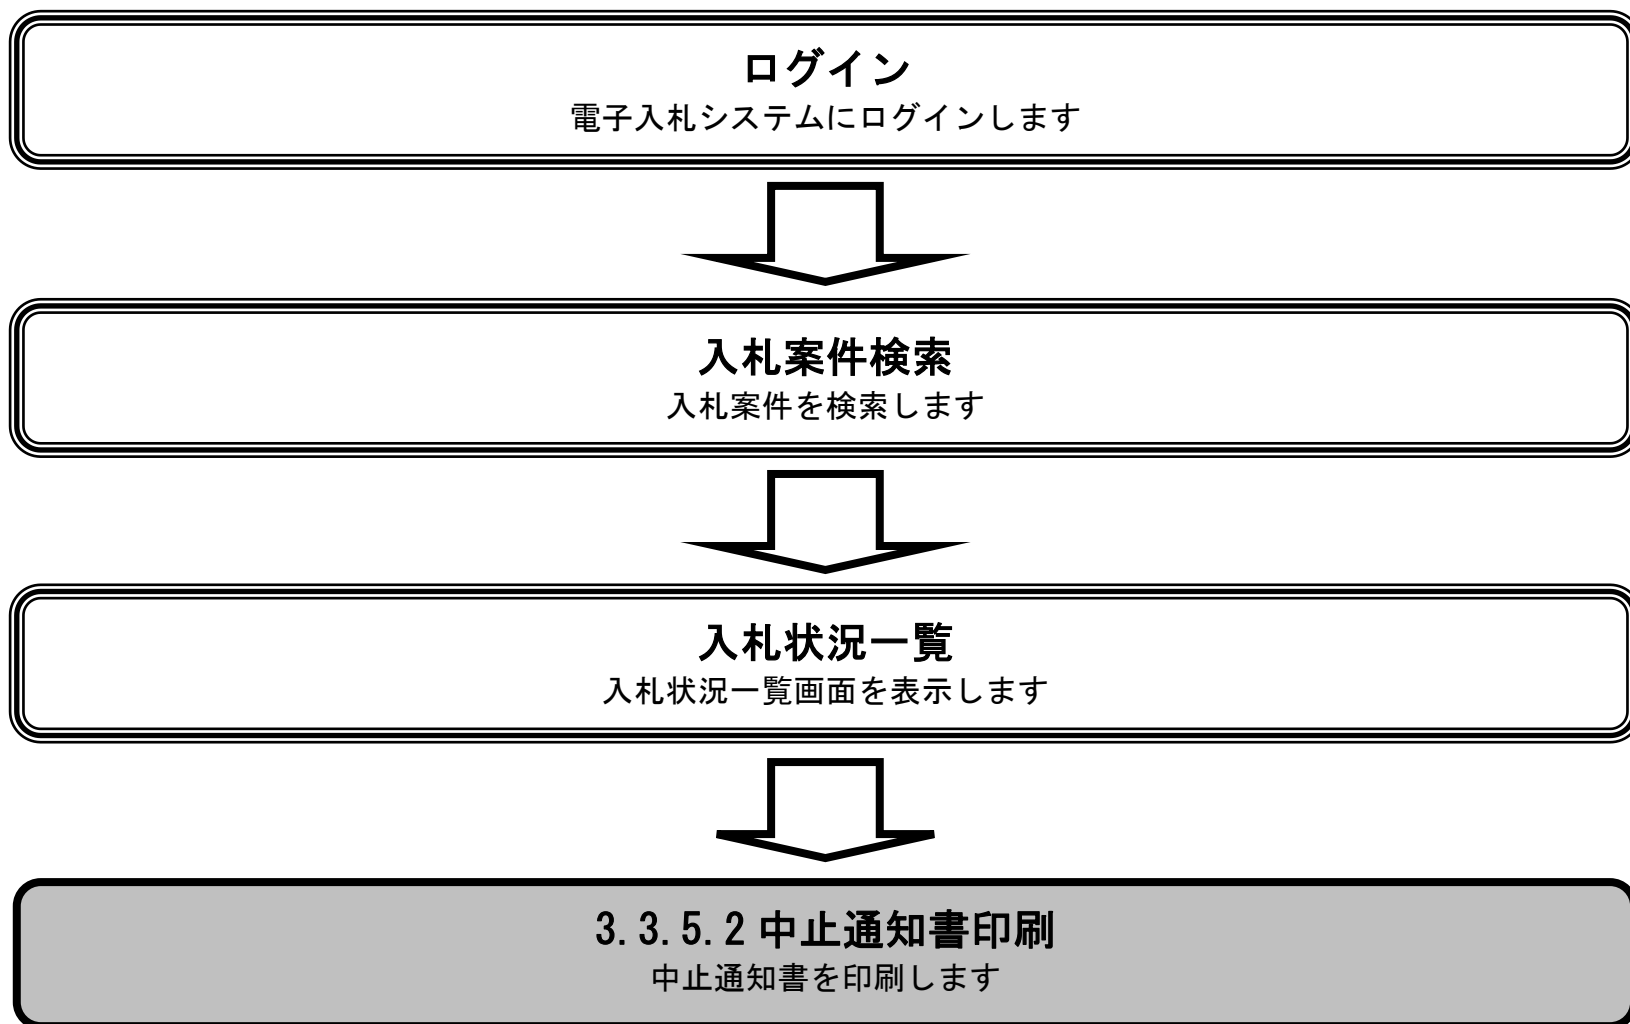 ログイン
電子入札システムにログインします
入札案件検索
入札案件を検索します
入札状況一覧
入札状況一覧画面を表示します
3.3.5.2 中止通知書印刷
中止通知書を印刷します